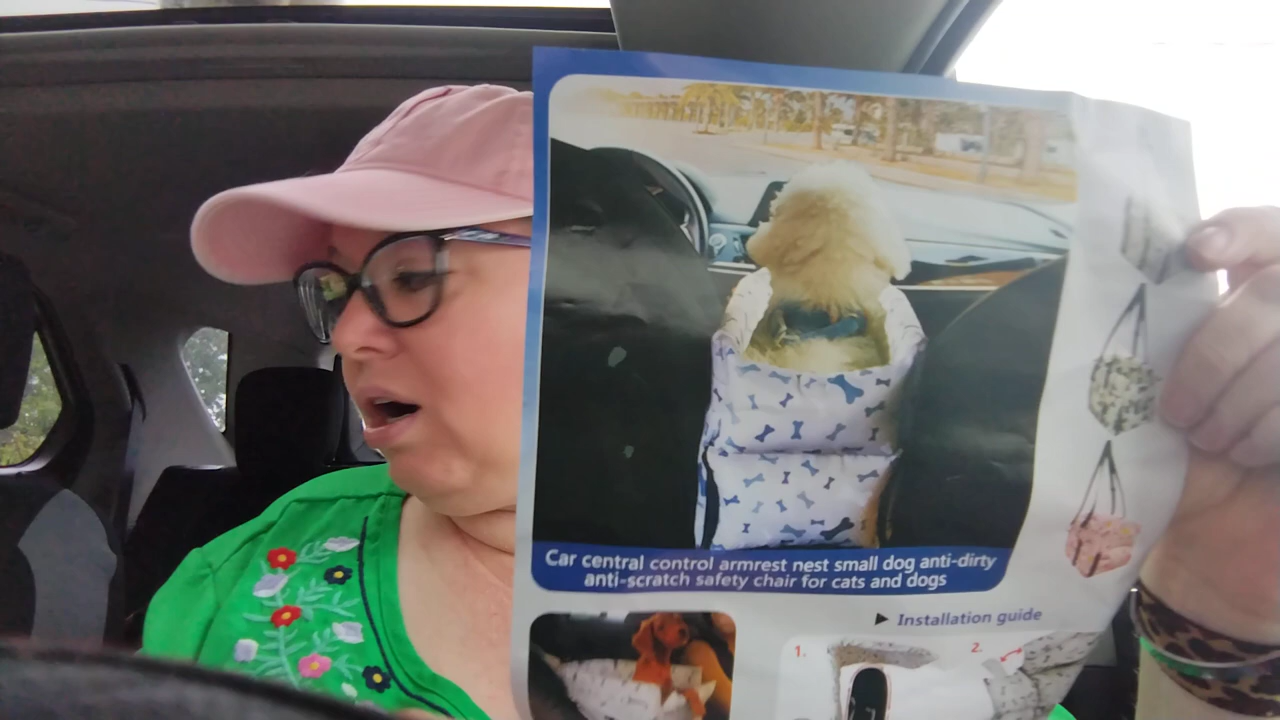 Car central control armrest nest small dog anti-dirty
anti-scratch safety chair for cats and dogs
► Installation guide
1.
2.